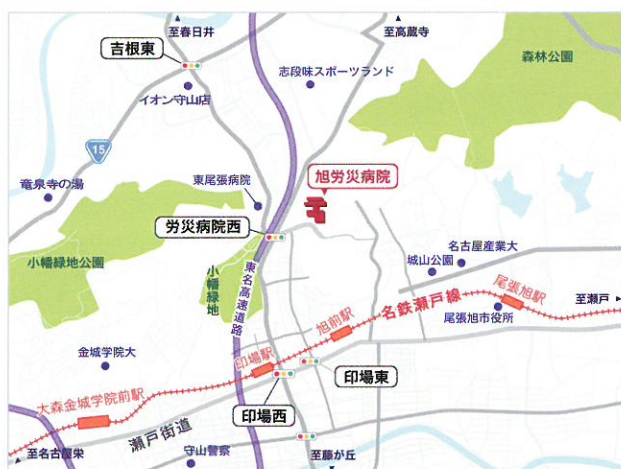 至春日井
至高蔵寺
吉根東
森林公園
志段味スポーツランド
イオン守山店
15
竜泉寺の湯
東尾張病院
旭労災病院
労災病院西
名古屋産業大
城山公園
小幡緑地公園
小幡緑地
東名高速道路
尾張旭駅
至瀬戸
名鉄瀬戸線
尾張旭市役所
旭前駅
金城学院大
印場駅
印場東
大森金城学院前駅
印場西
瀬戸街道
至名古屋栄
守山警察
至藤が丘